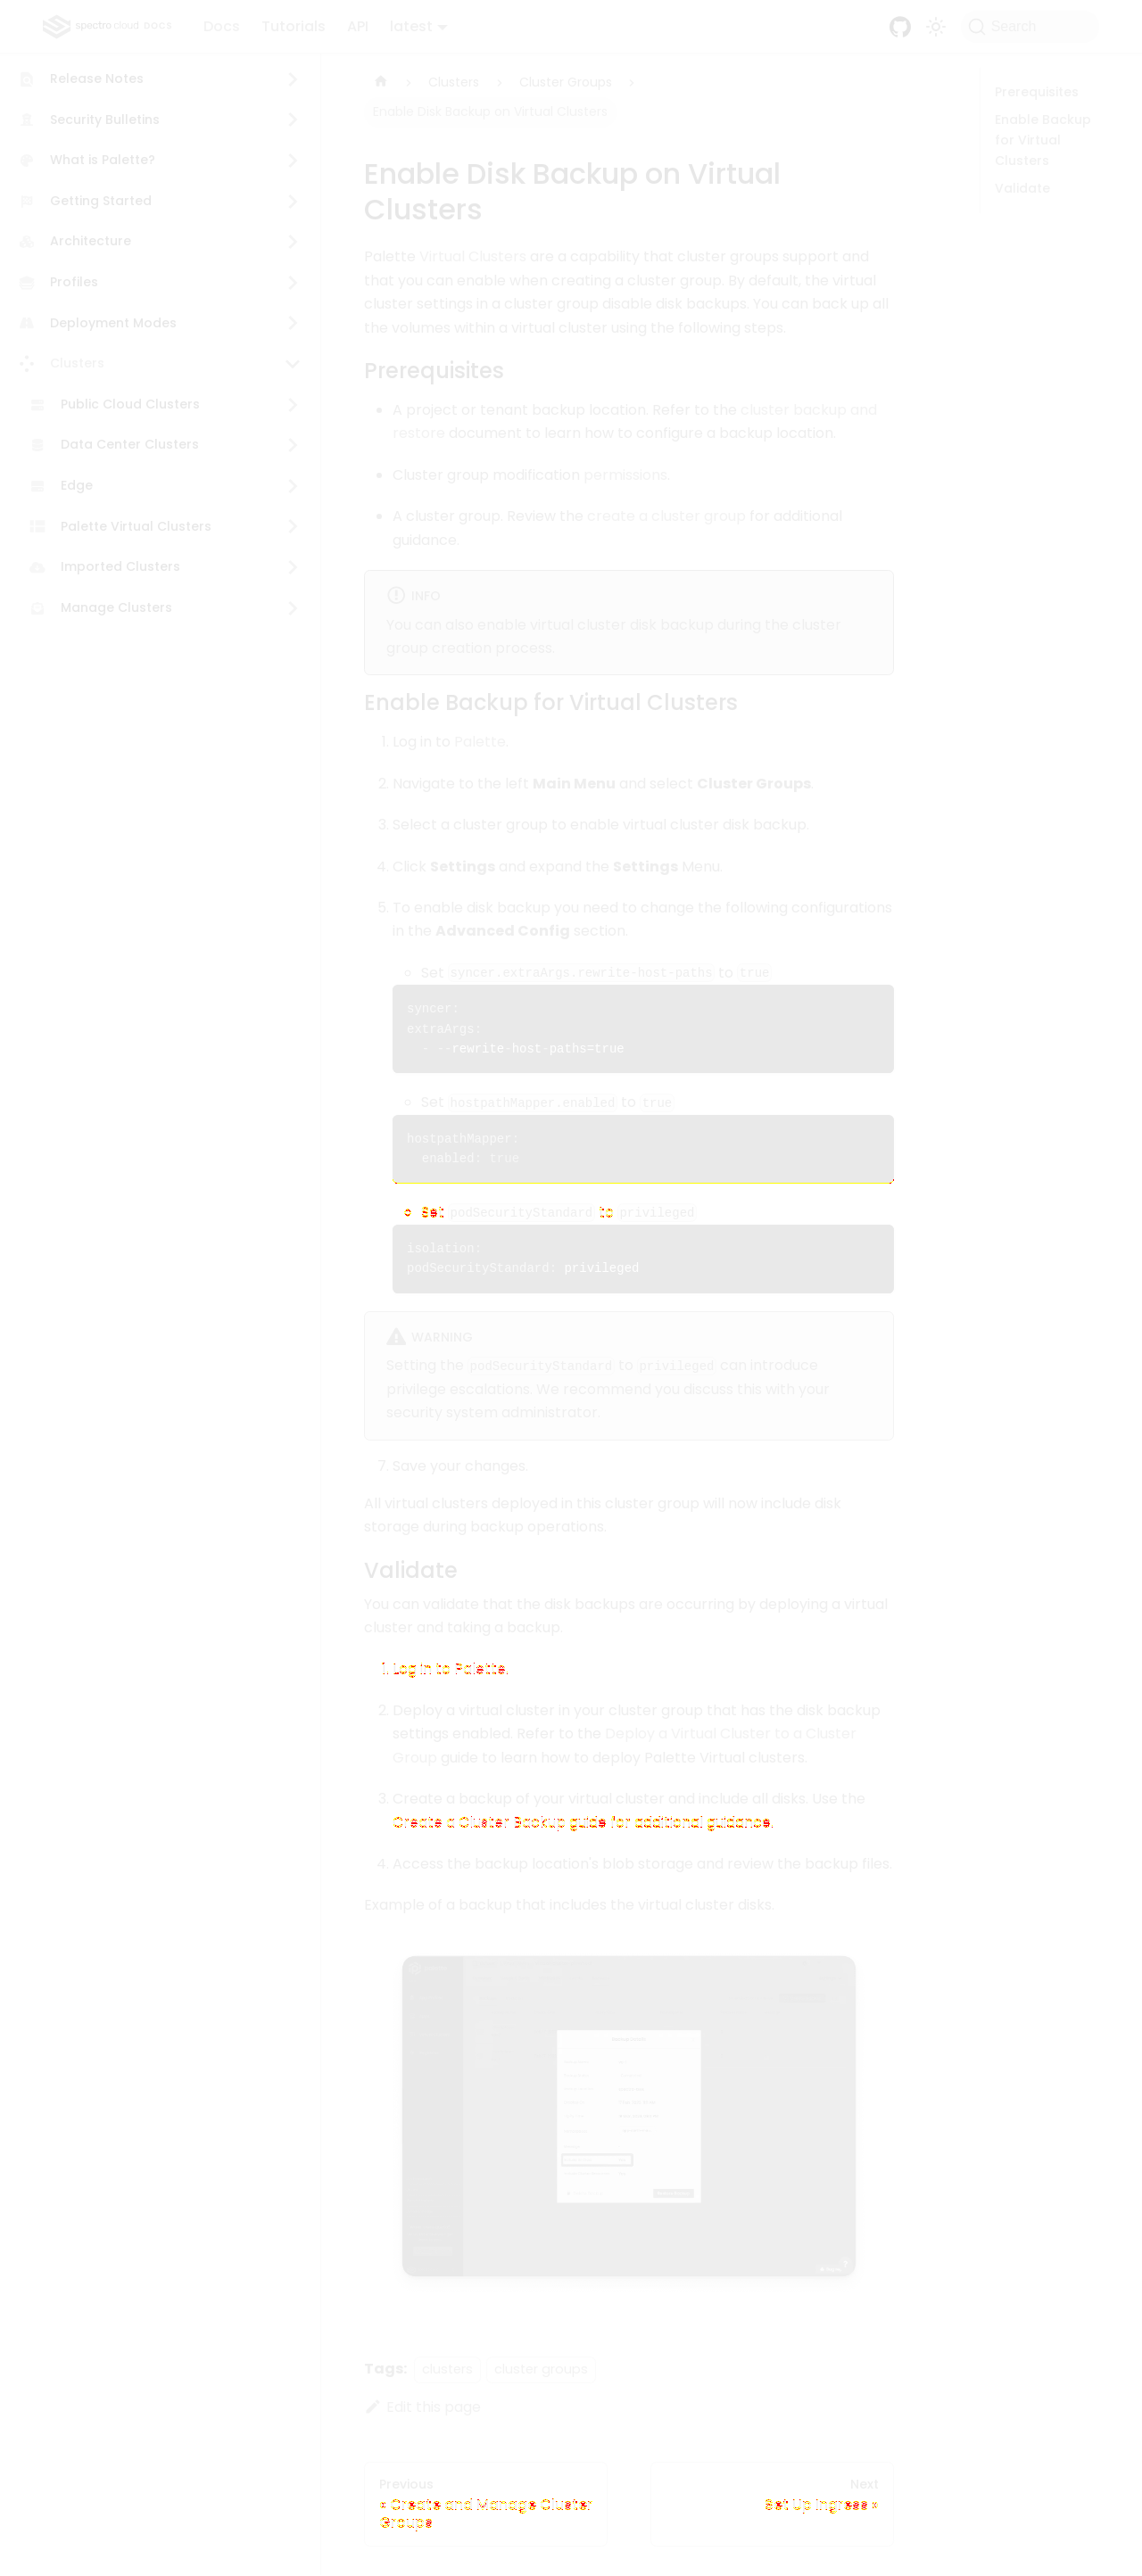 spectro cloud DOCS Docs Tutorials API latest Search
Release Notes
Security Bulletins
What is Palette?
Getting Started
Architecture
Profiles
Deployment Modes
Clusters
Public Cloud Clusters
Data Center Clusters
Edge
Palette Virtual Clusters
Imported Clusters
Manage Clusters
Clusters Cluster Groups
Enable Disk Backup on Virtual Clusters
Enable Disk Backup on Virtual
Clusters
Palette Virtual Clusters are a capability that cluster groups support and
that you can enable when creating a cluster group. By default, the virtual
cluster settings in a cluster group disable disk backups. You can back up all
the volumes within a virtual cluster using the following steps.
Prerequisites
• A project or tenant backup location. Refer to the cluster backup and
restore document to learn how to configure a backup location.
• Cluster group modification permissions.
• A cluster group. Review the create a cluster group for additional
guidance.
INFO
You can also enable virtual cluster disk backup during the cluster
group creation process.
Enable Backup for Virtual Clusters
1. Log in to Palette.
2. Navigate to the left Main Menu and select Cluster Groups.
3. Select a cluster group to enable virtual cluster disk backup.
4. Click Settings and expand the Settings Menu.
5. To enable disk backup you need to change the following configurations
in the Advanced Config section.
○ Set syncer.extraArgs.rewrite-host-paths to true
syncer:
extraArgs:
- --rewrite-host-paths=true
○ Set hostpathMapper.enabled to true
hostpathMapper:
enabled: true
○ Set podSecurityStandard to privileged
isolation:
podSecurityStandard: privileged
WARNING
Setting the podSecurityStandard to privileged can introduce
privilege escalations. We recommend you discuss this with your
security system administrator.
7. Save your changes.
All virtual clusters deployed in this cluster group will now include disk
storage during backup operations.
Validate
You can validate that the disk backups are occurring by deploying a virtual
cluster and taking a backup.
1. Log in to Palette.
2. Deploy a virtual cluster in your cluster group that has the disk backup
settings enabled. Refer to the Deploy a Virtual Cluster to a Cluster
Group guide to learn how to deploy Palette Virtual clusters.
3. Create a backup of your virtual cluster and include all disks. Use the
Create a Cluster Backup guide for additional guidance.
4. Access the backup location's blob storage and review the backup files.
Example of a backup that includes the virtual cluster disks.
Tags: clusters cluster groups
Edit this page
Previous
« Create and Manage Cluster
Groups
Next
Set Up Ingress »
Prerequisites
Enable Backup
for Virtual
Clusters
Validate